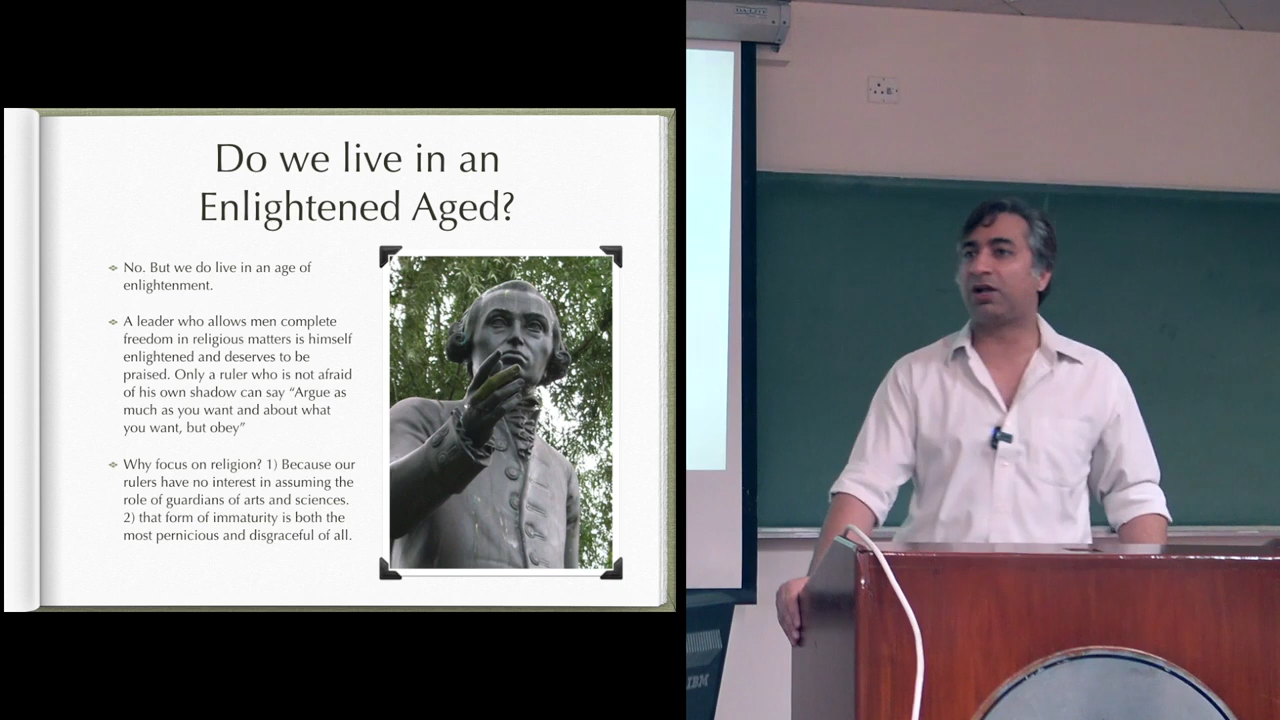 Do we live in an
Enlightened Aged?
No. But we do live in an age of
enlightenment.
A leader who allows men complete
freedom in religious matters is himself
enlightened and deserves to be
praised. Only a ruler who is not afraid
of his own shadow can say “Argue as
much as you want and about what
you want, but obey”
Why focus on religion? 1) Because our
rulers have no interest in assuming the
role of guardians of arts and sciences.
2) that form of immaturity is both the
most pernicious and disgraceful of all.
IBM